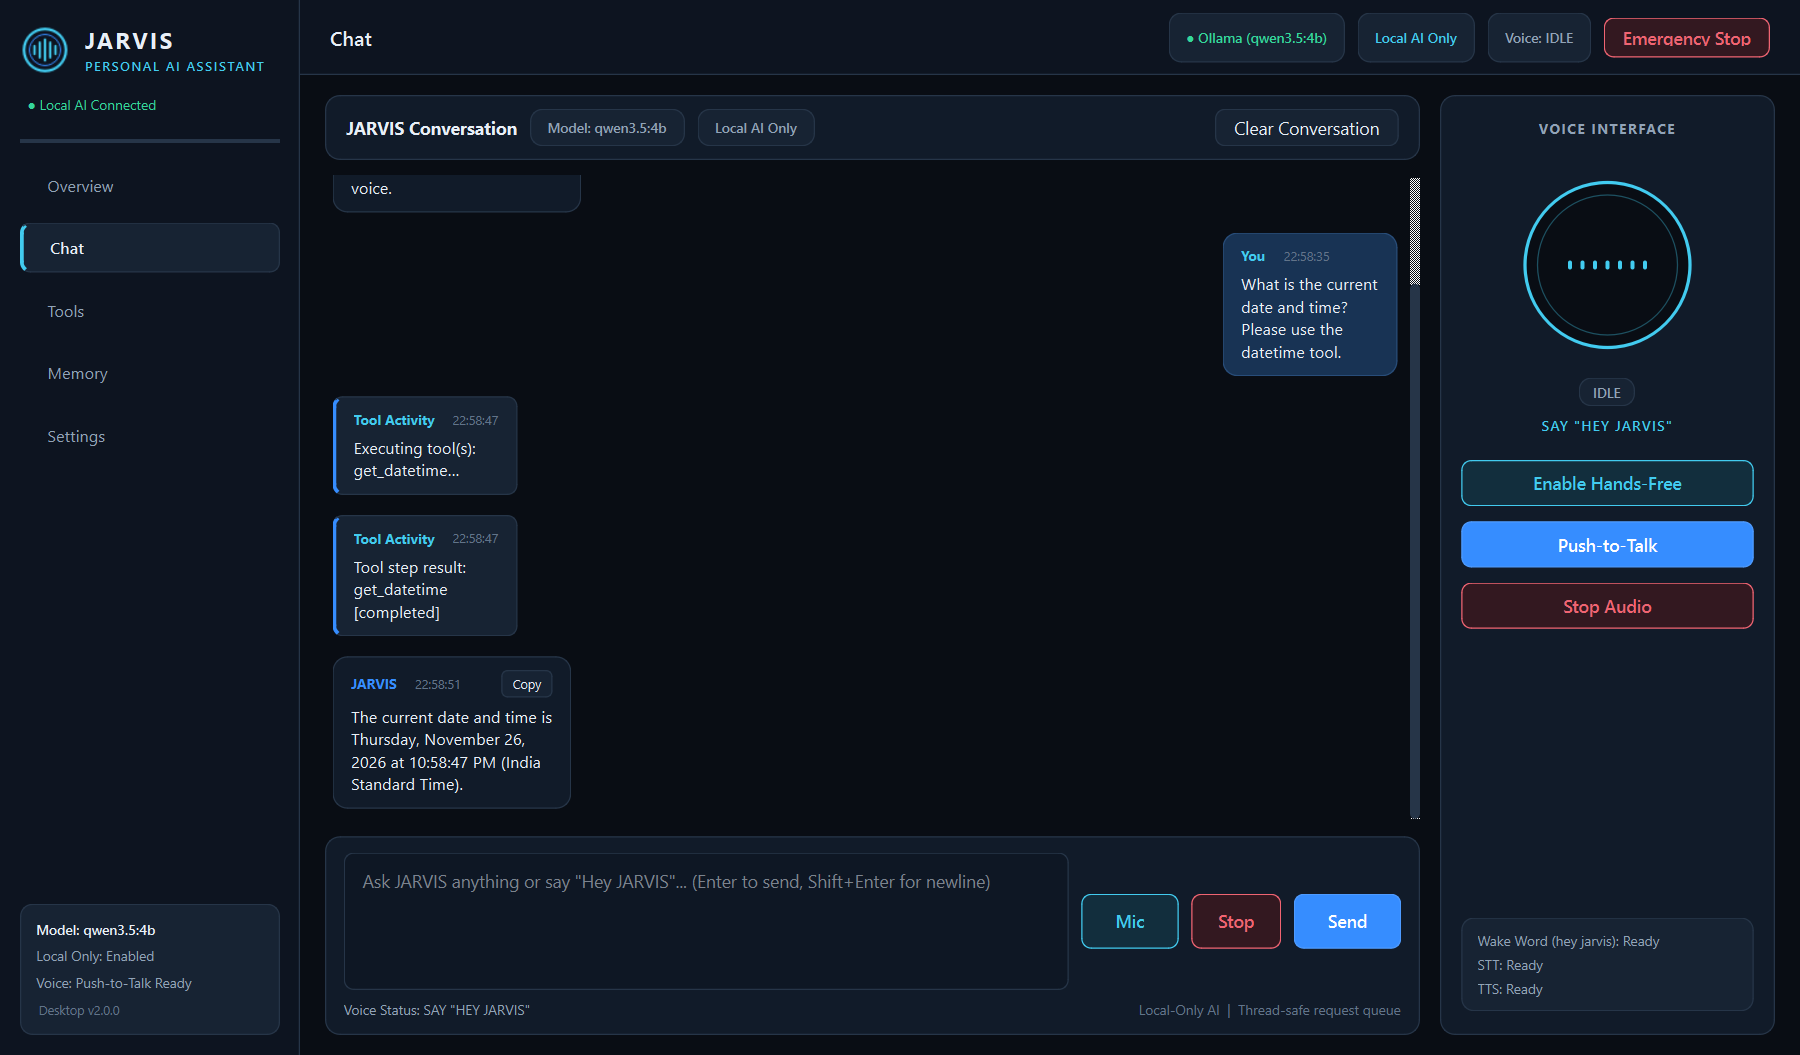 JARVIS
PERSONAL AI ASSISTANT
● Local AI Connected
Overview
Chat
Tools
Memory
Settings
Model: qwen3.5:4b
Local Only: Enabled
Voice: Push-to-Talk Ready
Desktop v2.0.0
Chat
● Ollama (qwen3.5:4b)
Local AI Only
Voice: IDLE
Emergency Stop
JARVIS Conversation
Model: qwen3.5:4b
Local AI Only
Clear Conversation
voice.
You 22:58:35
What is the current
date and time?
Please use the
datetime tool.
Tool Activity 22:58:47
Executing tool(s):
get_datetime...
Tool Activity 22:58:47
Tool step result:
get_datetime
[completed]
JARVIS 22:58:51 Copy
The current date and time is
Thursday, November 26,
2026 at 10:58:47 PM (India
Standard Time).
Ask JARVIS anything or say "Hey JARVIS"... (Enter to send, Shift+Enter for newline)
Mic
Stop
Send
Voice Status: SAY "HEY JARVIS"
Local-Only AI | Thread-safe request queue
VOICE INTERFACE
IDLE
SAY "HEY JARVIS"
Enable Hands-Free
Push-to-Talk
Stop Audio
Wake Word (hey jarvis): Ready
STT: Ready
TTS: Ready